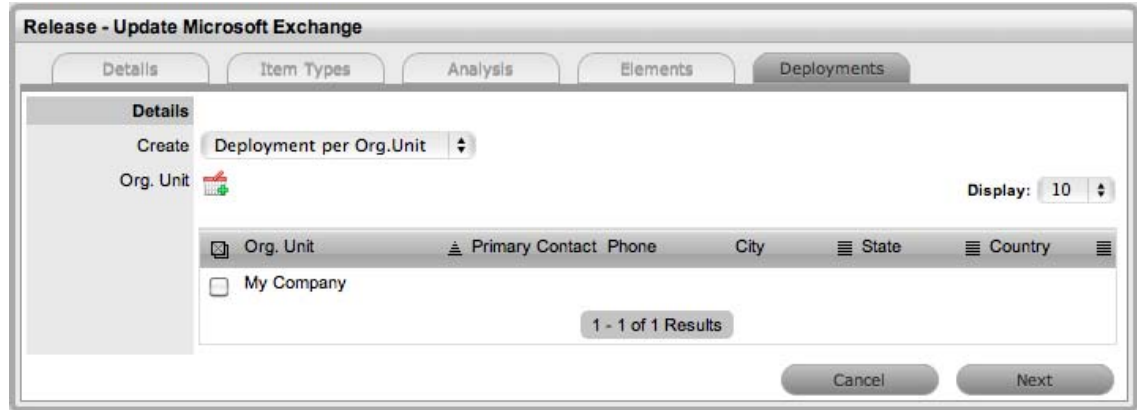 Release - Update Microsoft Exchange
Details Item Types Analysis Elements Deployments
Details
Create Deployment per Org.Unit
Org. Unit
Display: 10
Org. Unit Primary Contact Phone City State Country
My Company
1 - 1 of 1 Results
Cancel Next